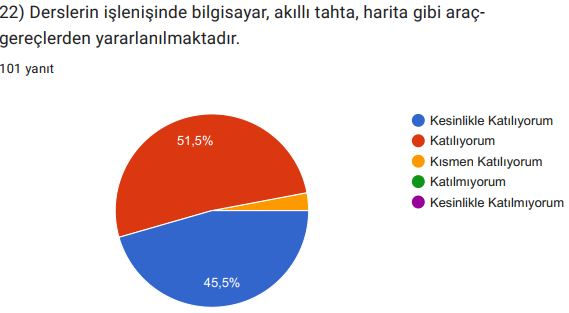 22) Derslerin işlenişinde bilgisayar, akıllı tahta, harita gibi araç-
gereçlerden yararlanılmaktadır.
101 yanıt
51,5%
45,5%
Kesinlikle Katılıyorum
Katılıyorum
Kısmen Katılıyorum
Katılmıyorum
Kesinlikle Katılmıyorum